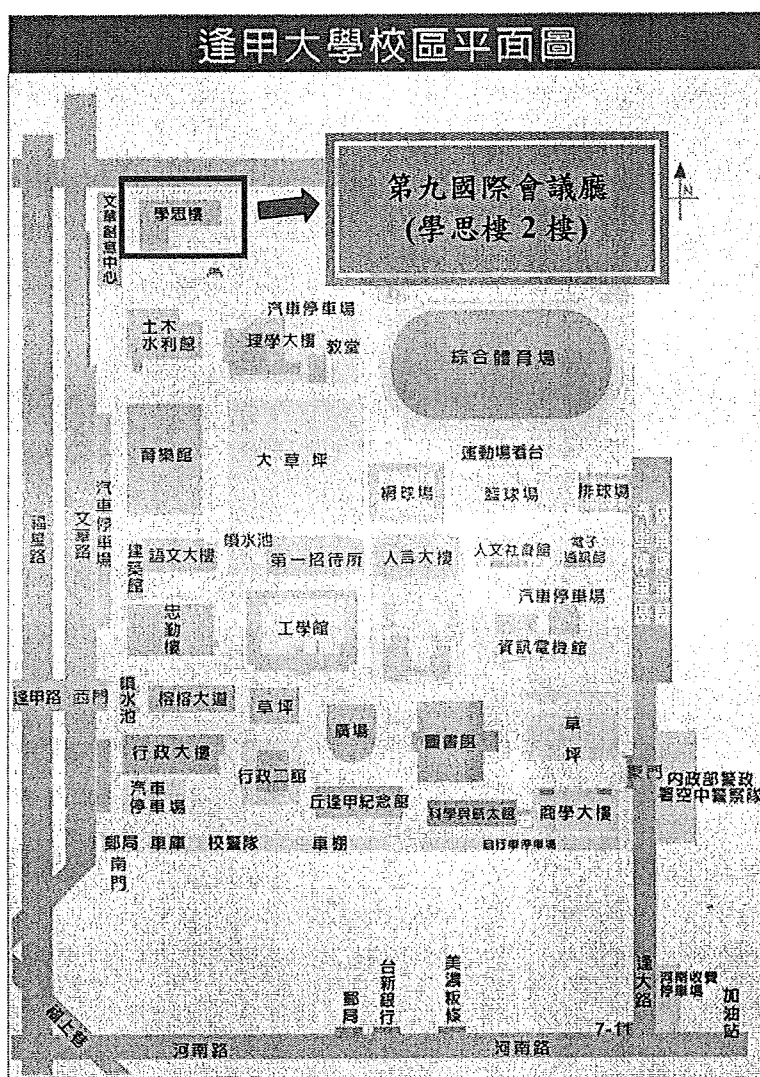 逢甲大學校區平面圖
第九國際會議廳
(學思樓2樓)
N
學思樓
文華創意中心
汽車停車場
土木
水利館
理學大樓
教堂
綜合體育場
育樂館
大草坪
運動場看台
網球場
籃球場
排球場
福星路
文華路
汽車停車場
建築館
語文大樓
噴水池
第一招待所
人言大樓
人文社會館
電子
通訊館
汽車停車場
忠勤樓
工學館
資訊電機館
逢甲路
西門
噴水池
榕榕大道
草坪
廣場
圖書館
草坪
行政大樓
行政二館
東門
內政部警政
署空中警察隊
汽車
停車場
丘逢甲紀念館
科學與航太館
商學大樓
郵局
車庫
校警隊
車棚
自行車停車場
南門
郵局
台新銀行
美濃粄條
逢大路
河南收費
停車場
加油站
7-11
河南路
河南路